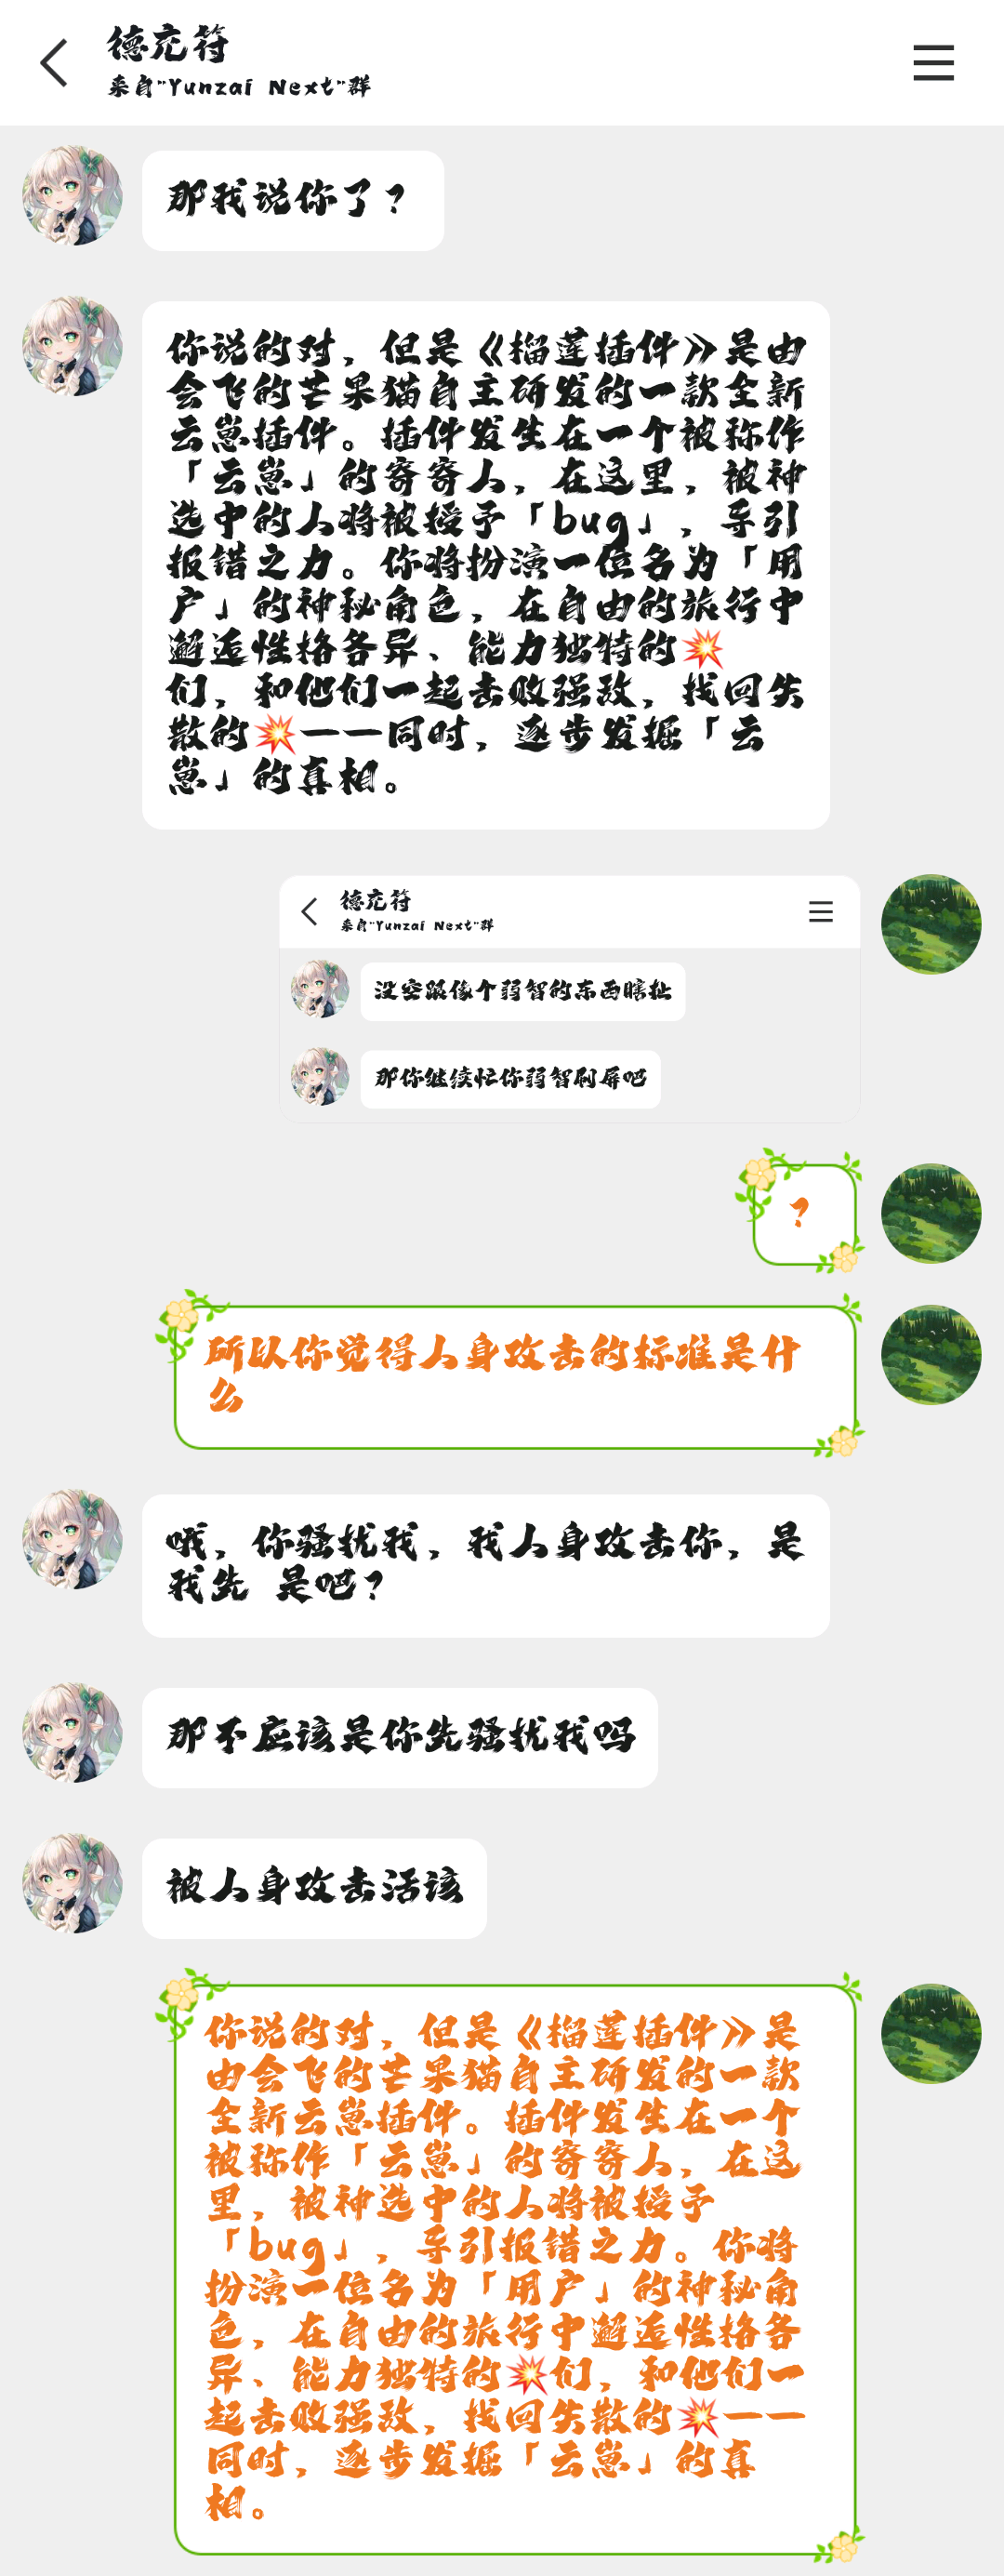 德充符
来自"Yunzai Next"群
那我说你了？
你说的对，但是《榴莲插件》是由
会飞的芒果猫自主研发的一款全新
云崽插件。插件发生在一个被称作
「云崽」的寄寄人，在这里，被神
选中的人将被授予「bug」，导引
报错之力。你将扮演一位名为「用
户」的神秘角色，在自由的旅行中
邂逅性格各异、能力独特的💥
们，和他们一起击败强敌，找回失
散的💥——同时，逐步发掘「云
崽」的真相。
德充符
来自"Yunzai Next"群
没空跟像个弱智的东西瞎扯
那你继续忙你弱智刷屏吧
？
所以你觉得人身攻击的标准是什
么
哦，你骚扰我，我人身攻击你，是
我先 是吧？
那不应该是你先骚扰我吗
被人身攻击活该
你说的对，但是《榴莲插件》是
由会飞的芒果猫自主研发的一款
全新云崽插件。插件发生在一个
被称作「云崽」的寄寄人，在这
里，被神选中的人将被授予
「bug」，导引报错之力。你将
扮演一位名为「用户」的神秘角
色，在自由的旅行中邂逅性格各
异、能力独特的💥们，和他们一
起击败强敌，找回失散的💥——
同时，逐步发掘「云崽」的真
相。